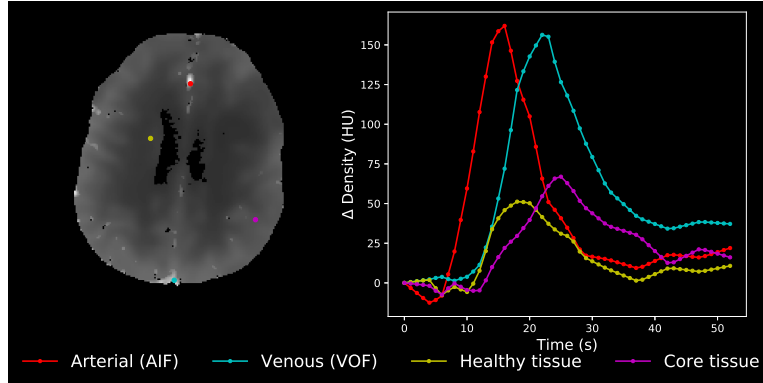 150
125
100
75
50
25
0
Δ Density (HU)
0 10 20 30 40 50
Time (s)
Arterial (AIF) Venous (VOF) Healthy tissue Core tissue